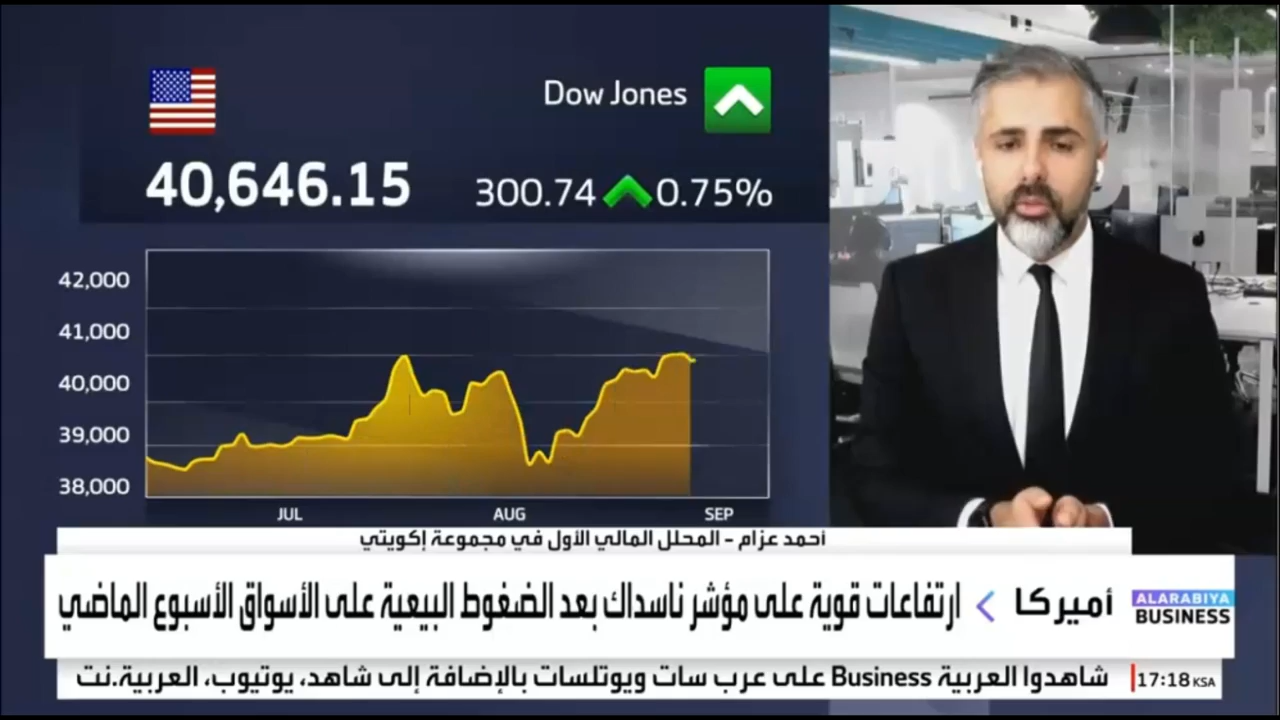 Dow Jones
40,646.15
300.74 0.75%
42,000
41,000
40,000
39,000
38,000
JUL AUG SEP
أحمد عزام - المحلل المالي الأول في مجموعة إكويتي
ALARABIYA BUSINESS
أميركا
ارتفاعات قوية على مؤشر ناسداك بعد الضغوط البيعية على الأسواق الأسبوع الماضي
17:18 KSA
شاهدوا العربية Business على عرب سات ويوتلسات بالإضافة إلى شاهد، يوتيوب، العربية.نت